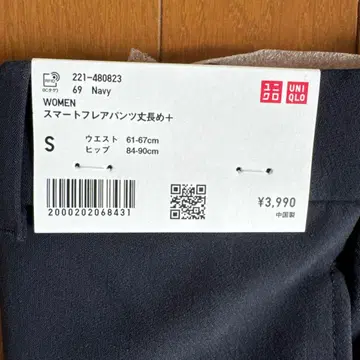 221-480823
69 Navy
ユニクロ
UNIQLO
WOMEN
スマートフレアパンツ丈長め+
S
ウエスト 61-67cm
ヒップ 84-90cm
2000202068431
¥3,990
中国製